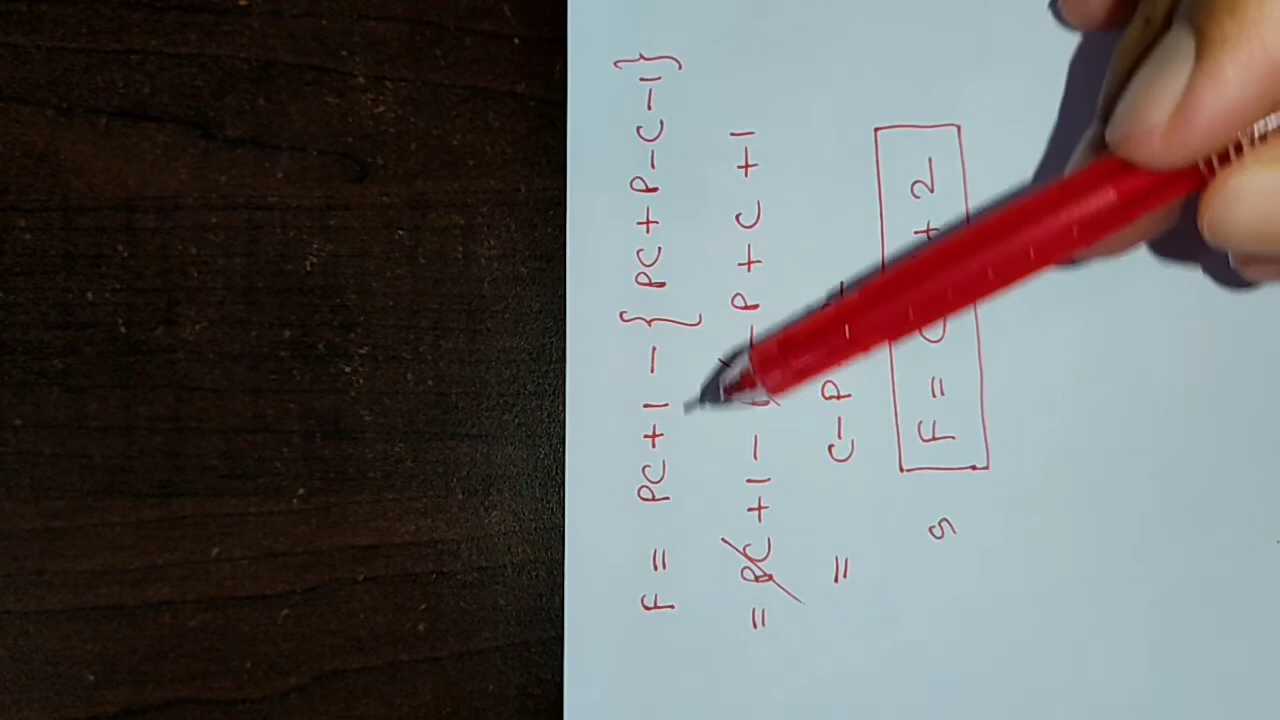 F = PC+1 - { PC+P-C-1}
= PC +1 - -P+C+1
= C-P
S F = + 2